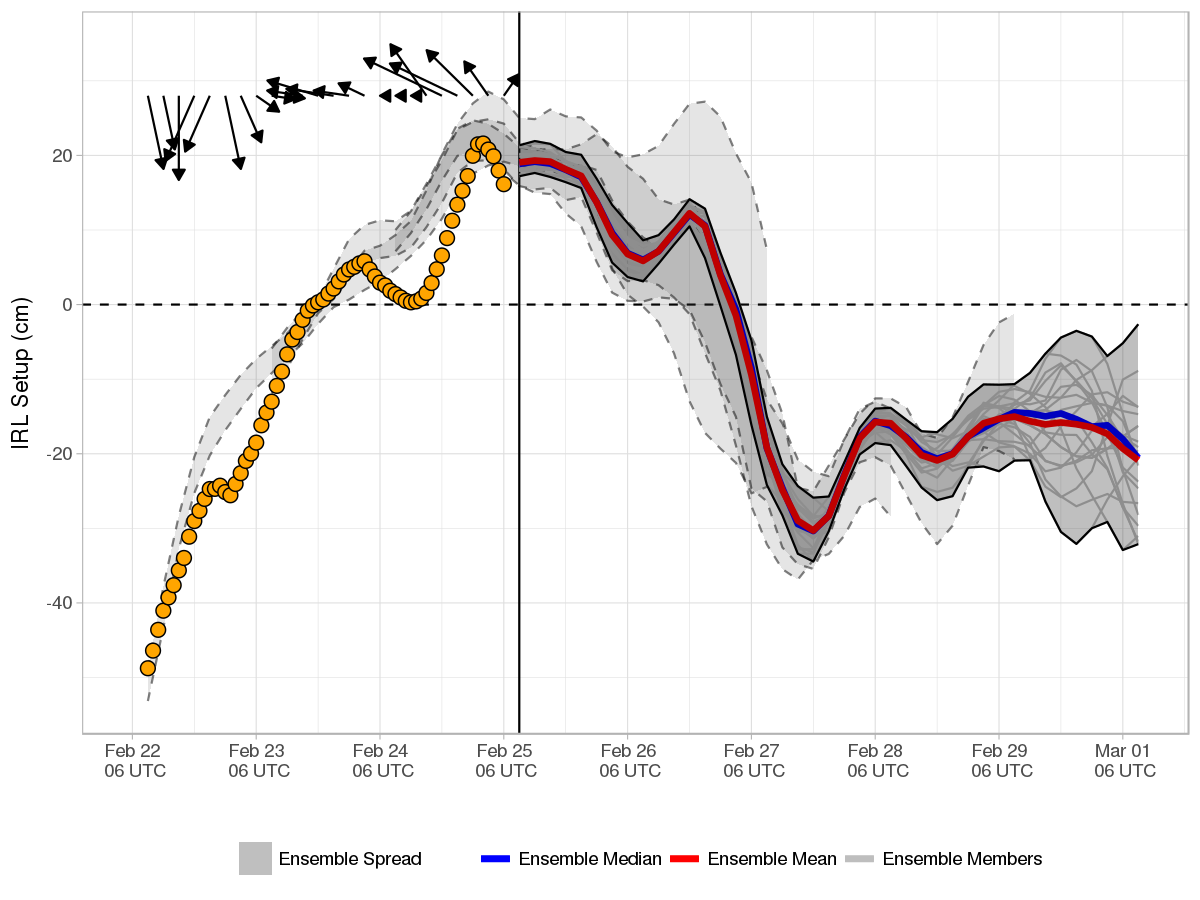 IRL Setup (cm)
20
0
-20
-40
Feb 22 Feb 23 Feb 24 Feb 25 Feb 26 Feb 27 Feb 28 Feb 29 Mar 01
06 UTC 06 UTC 06 UTC 06 UTC 06 UTC 06 UTC 06 UTC 06 UTC 06 UTC
Ensemble Spread Ensemble Median Ensemble Mean Ensemble Members